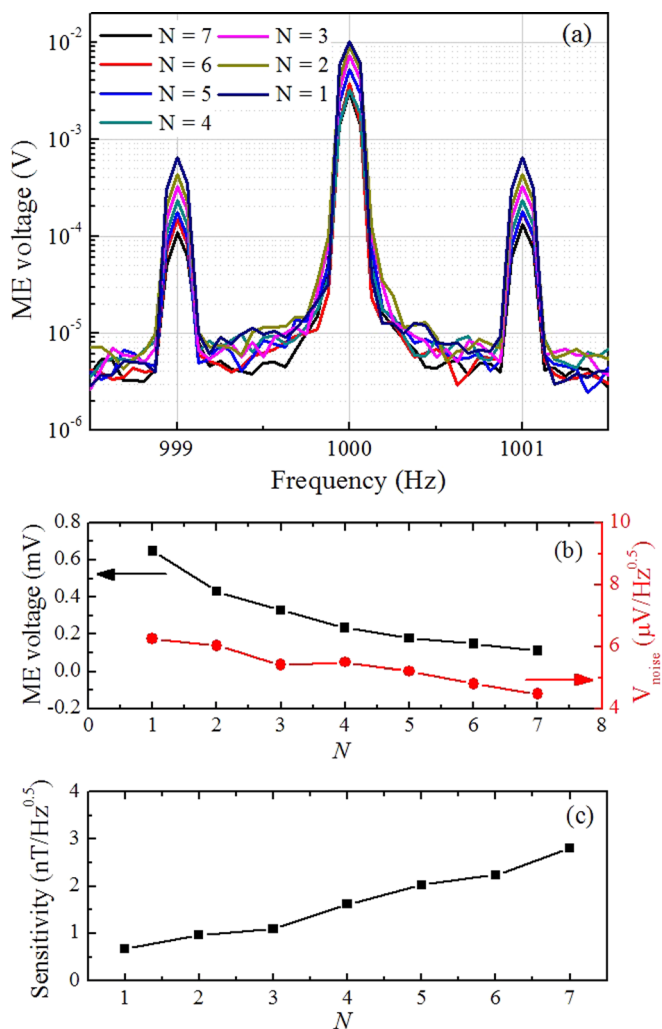 (a)
N = 7
N = 3
N = 6
N = 2
N = 5
N = 1
N = 4
10⁻²
10⁻³
10⁻⁴
10⁻⁵
10⁻⁶
ME voltage (V)
999
1000
1001
Frequency (Hz)
(b)
0.8
0.6
0.4
0.2
0.0
-0.2
ME voltage (mV)
10
8
6
4
V_noise (μV/Hz^0.5)
0
1
2
3
4
5
6
7
8
N
(c)
4
3
2
1
0
Sensitivity (nT/Hz^0.5)
1
2
3
4
5
6
7
N